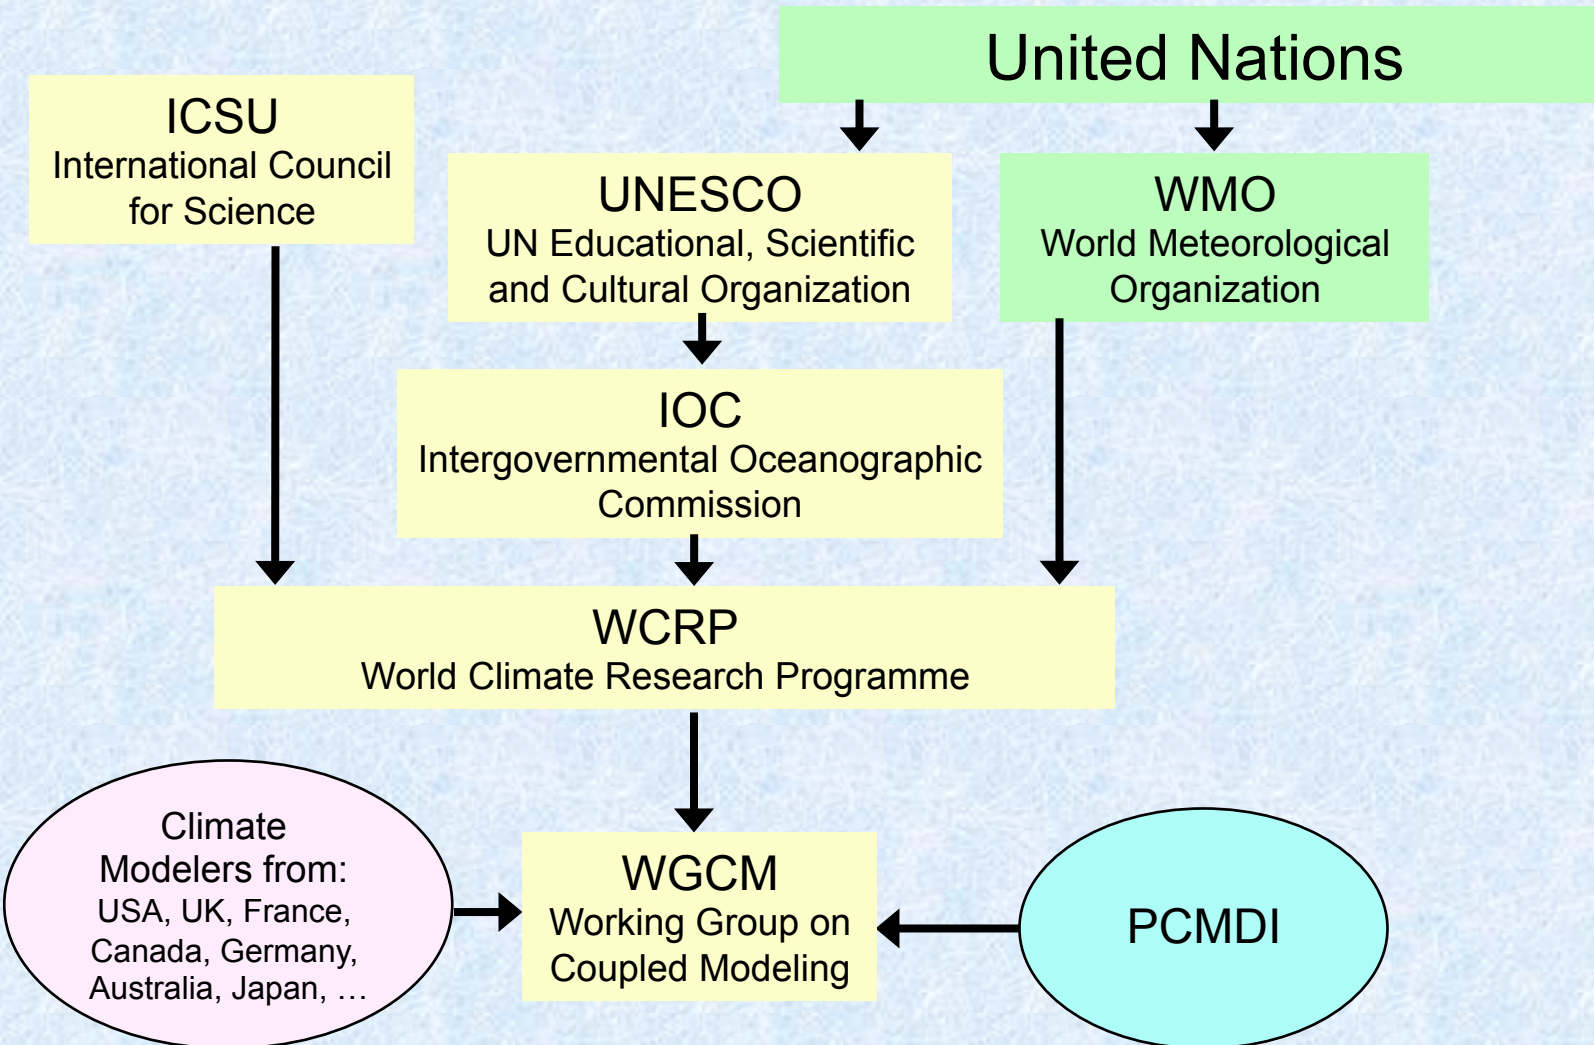 United Nations
ICSU
International Council
for Science
UNESCO
UN Educational, Scientific
and Cultural Organization
WMO
World Meteorological
Organization
IOC
Intergovernmental Oceanographic
Commission
WCRP
World Climate Research Programme
Climate
Modelers from:
USA, UK, France,
Canada, Germany,
Australia, Japan, …
WGCM
Working Group on
Coupled Modeling
PCMDI